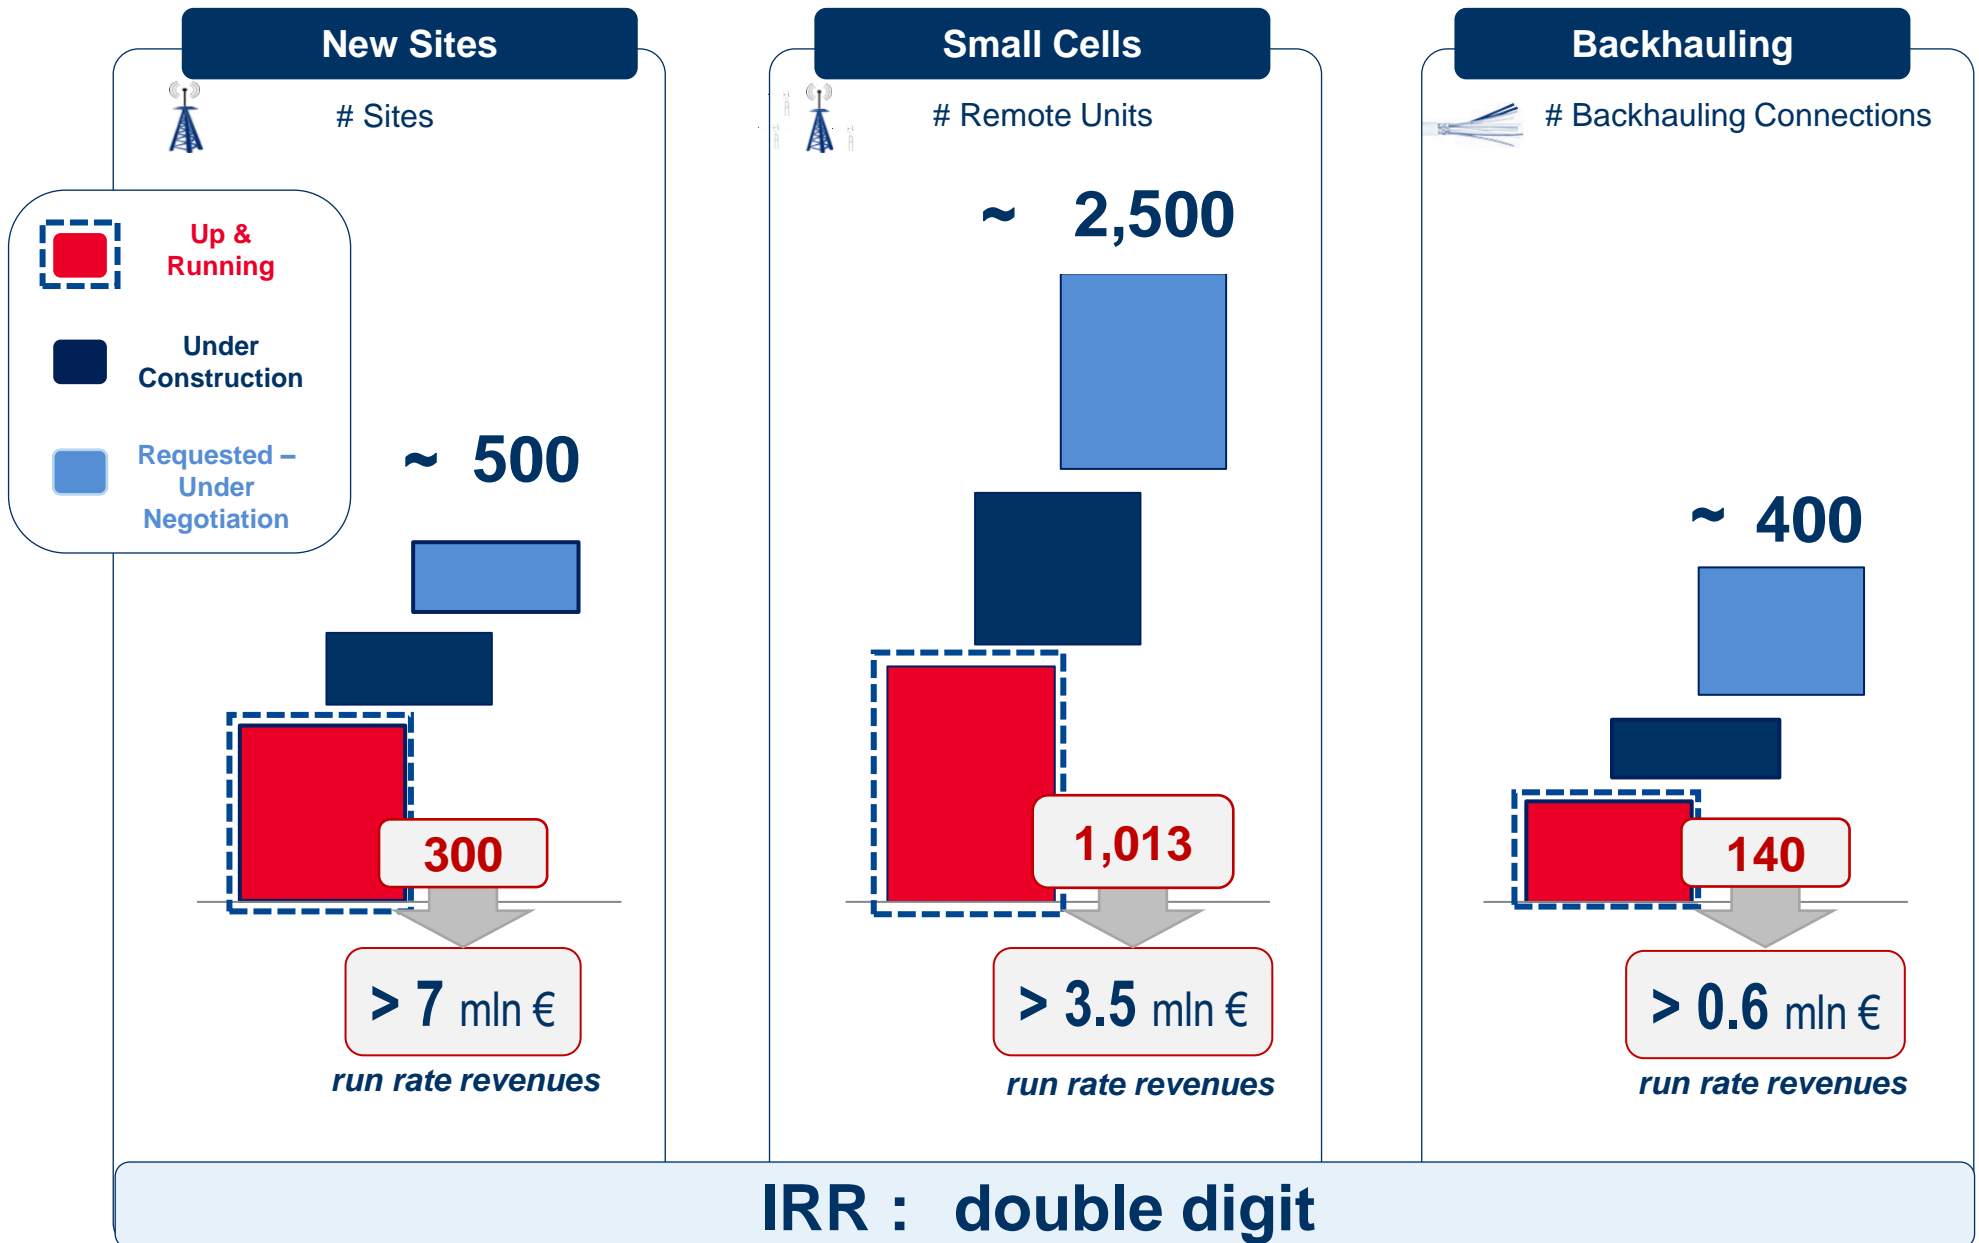 New Sites
# Sites
Up &
Running
Under
Construction
Requested –
Under
Negotiation
~ 500
300
> 7 mln €
run rate revenues
Small Cells
# Remote Units
~ 2,500
1,013
> 3.5 mln €
run rate revenues
Backhauling
# Backhauling Connections
~ 400
140
> 0.6 mln €
run rate revenues
IRR : double digit